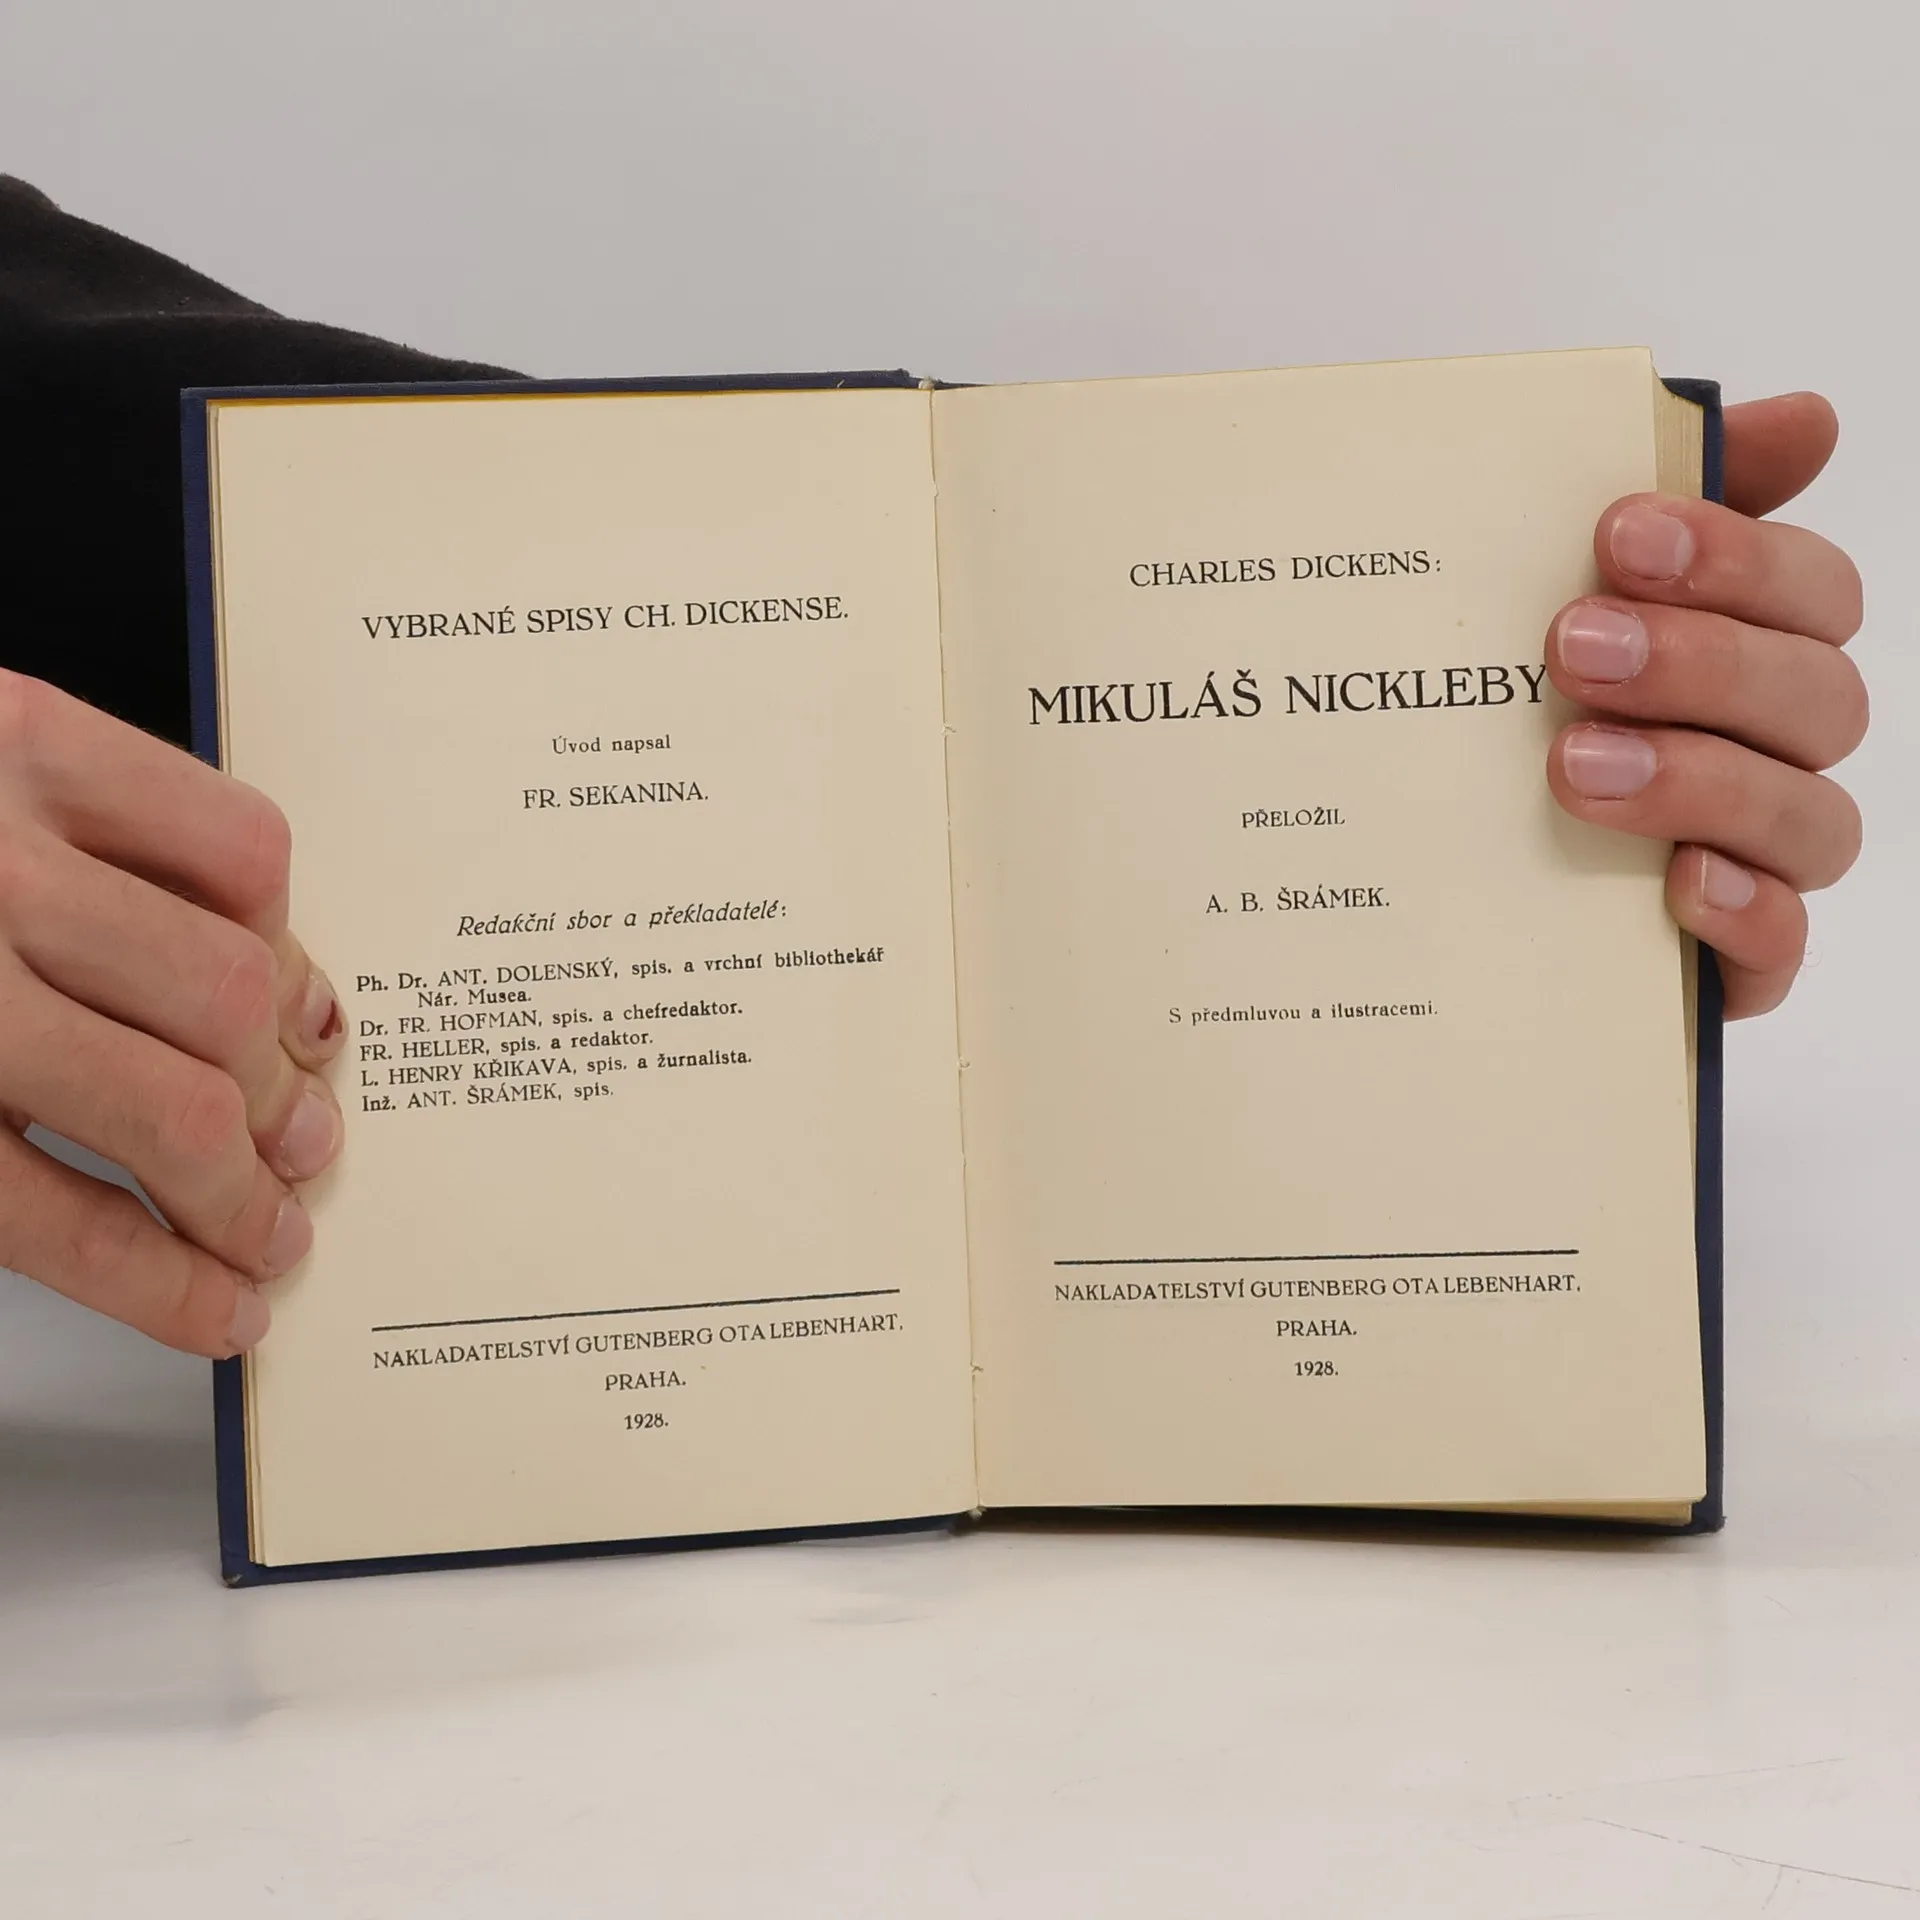 VYBRANÉ SPISY CH. DICKENSE.
Úvod napsal
FR. SEKANINA.
Redakční sbor a překladatelé:
Ph. Dr. ANT. DOLENSKÝ, spis. a vrchní bibliothekář
Nár. Musea.
Dr. FR. HOFMAN, spis. a chefredaktor.
FR. HELLER, spis. a redaktor.
L. HENRY KŘIKAVA, spis. a žurnalista.
Inž. ANT. ŠRÁMEK, spis.
NAKLADATELSTVÍ GUTENBERG OTA LEBENHART,
PRAHA.
1928.
CHARLES DICKENS:
MIKULÁŠ NICKLEBY
PŘELOŽIL
A. B. ŠRÁMEK.
S předmluvou a ilustracemi.
NAKLADATELSTVÍ GUTENBERG OTA LEBENHART,
PRAHA.
1928.